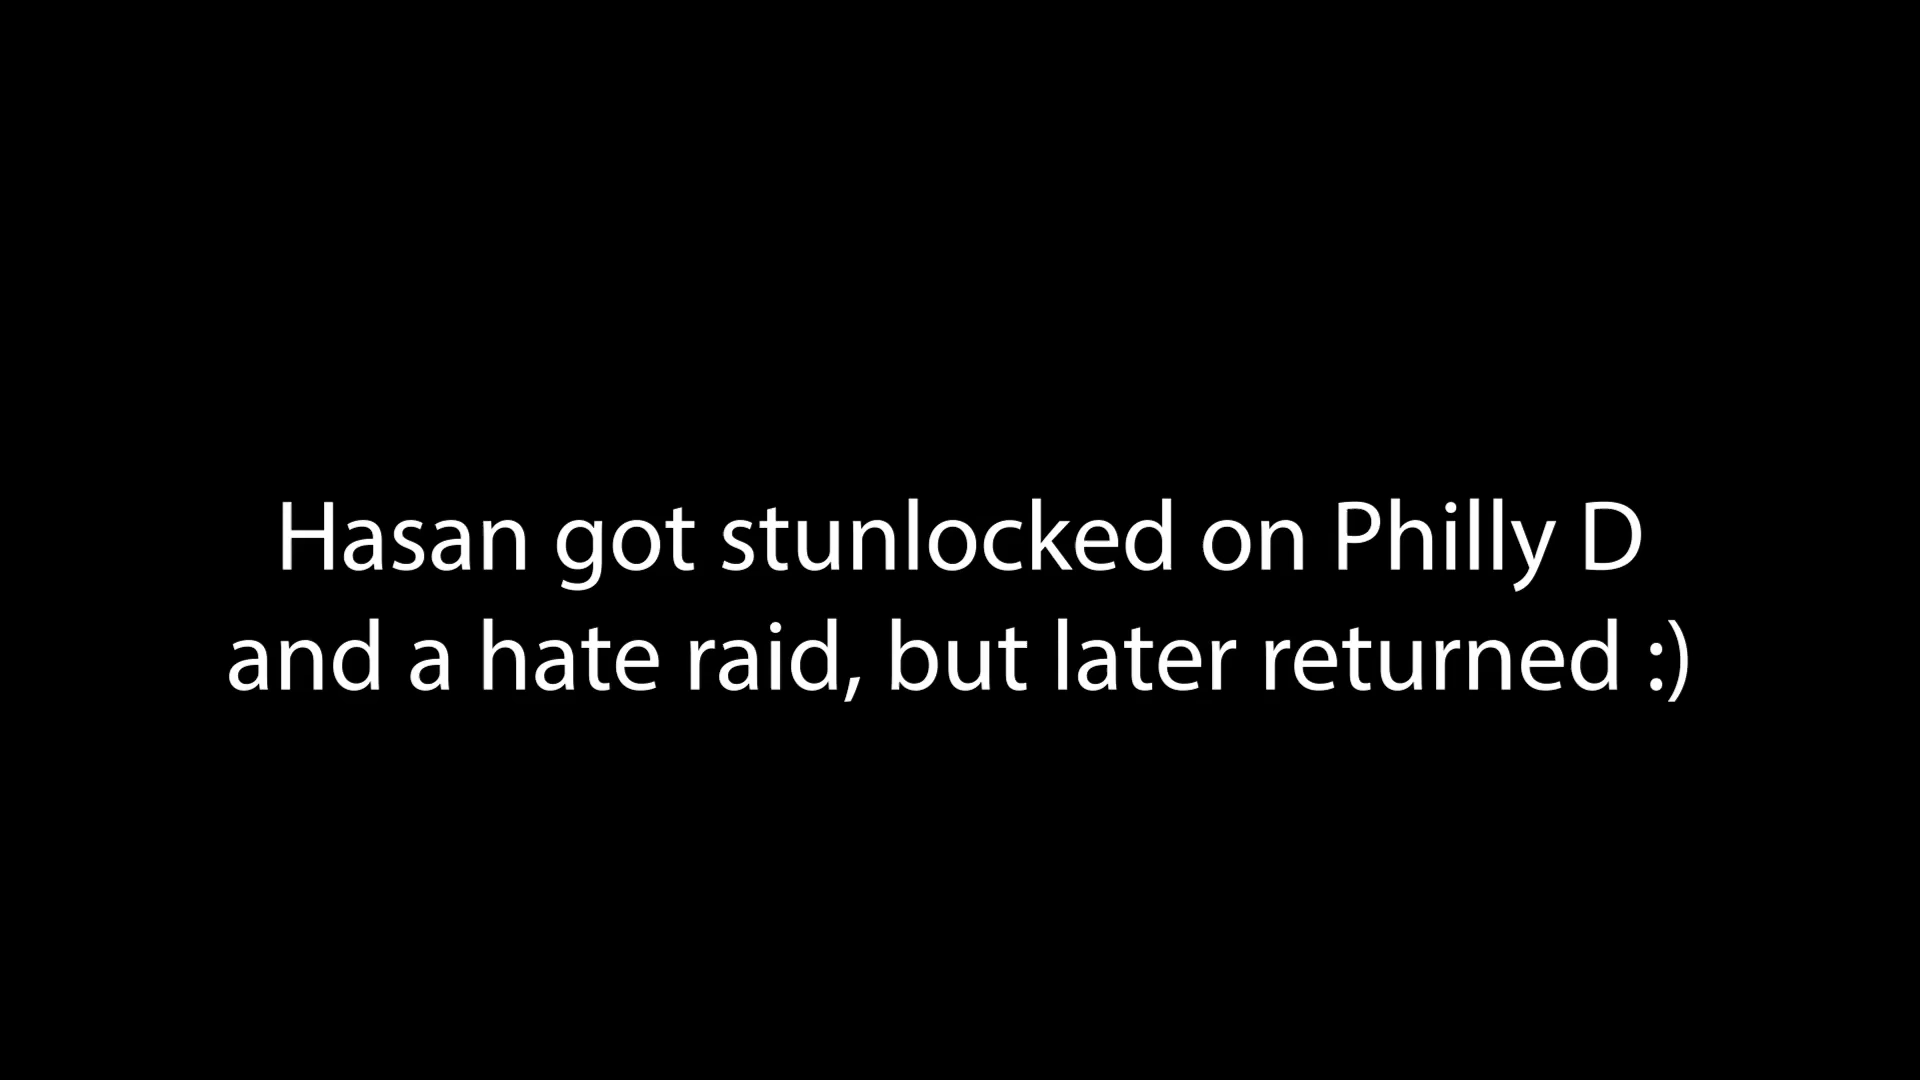 Hasan got stunlocked on Philly D
and a hate raid, but later returned :)